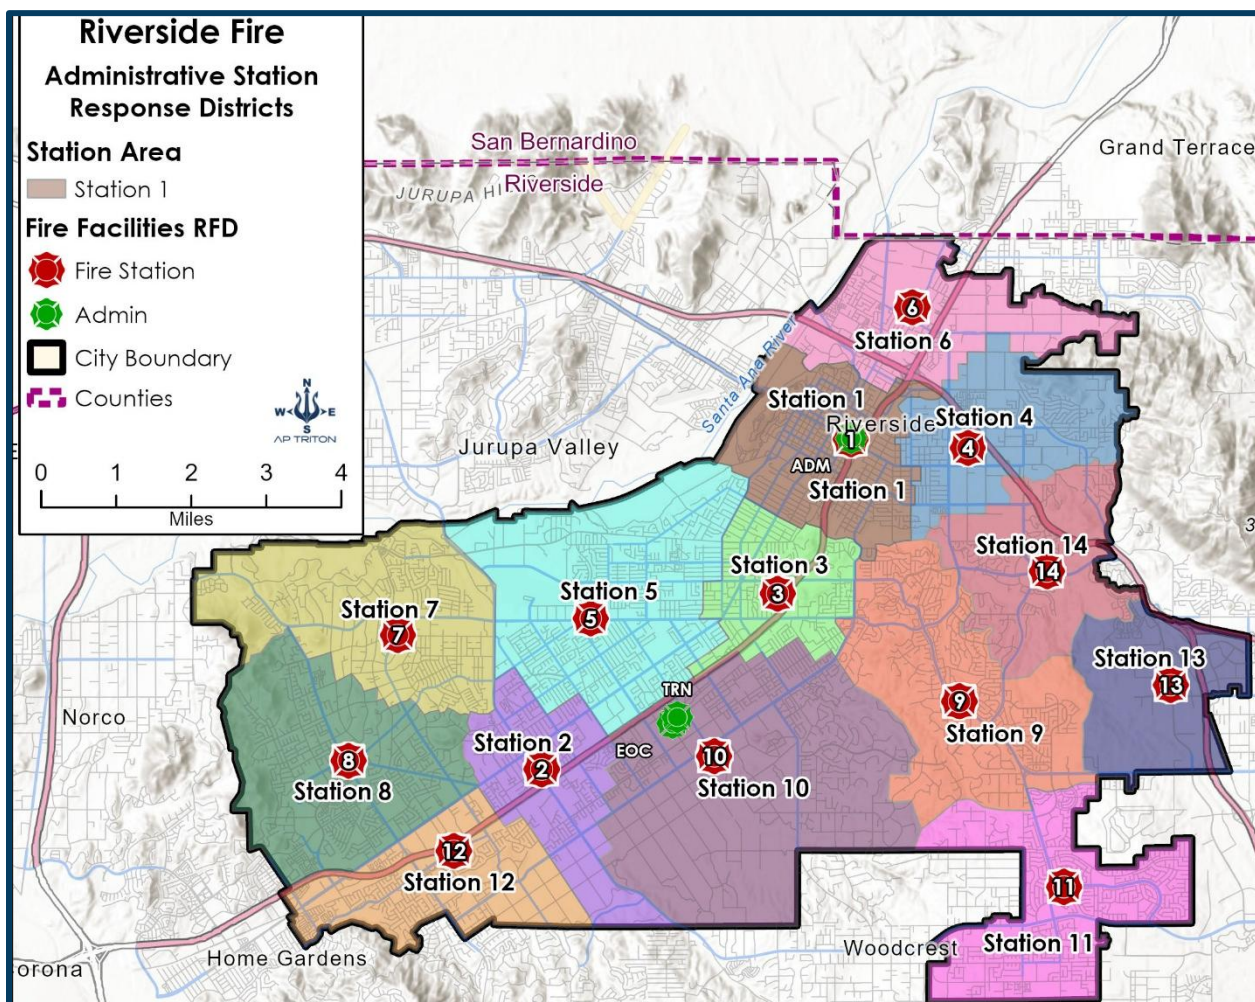 Riverside Fire
Administrative Station
Response Districts
Station Area
Station 1
Fire Facilities RFD
Fire Station
Admin
City Boundary
Counties
N
W E
S
AP TRITON
0 1 2 3 4
Miles
San Bernardino
Riverside
Grand Terrace
Santa Ana River
6
Station 6
Station 1
Riverside
Station 4
1
4
ADM
Station 1
Jurupa Valley
3
Station 14
14
Station 3
3
Station 5
5
Station 7
7
Station 13
13
TRN
9
Station 9
Norco
Station 2
2
EOC
10
Station 10
8
Station 8
12
Station 12
11
Station 11
Woodcrest
Home Gardens
orona